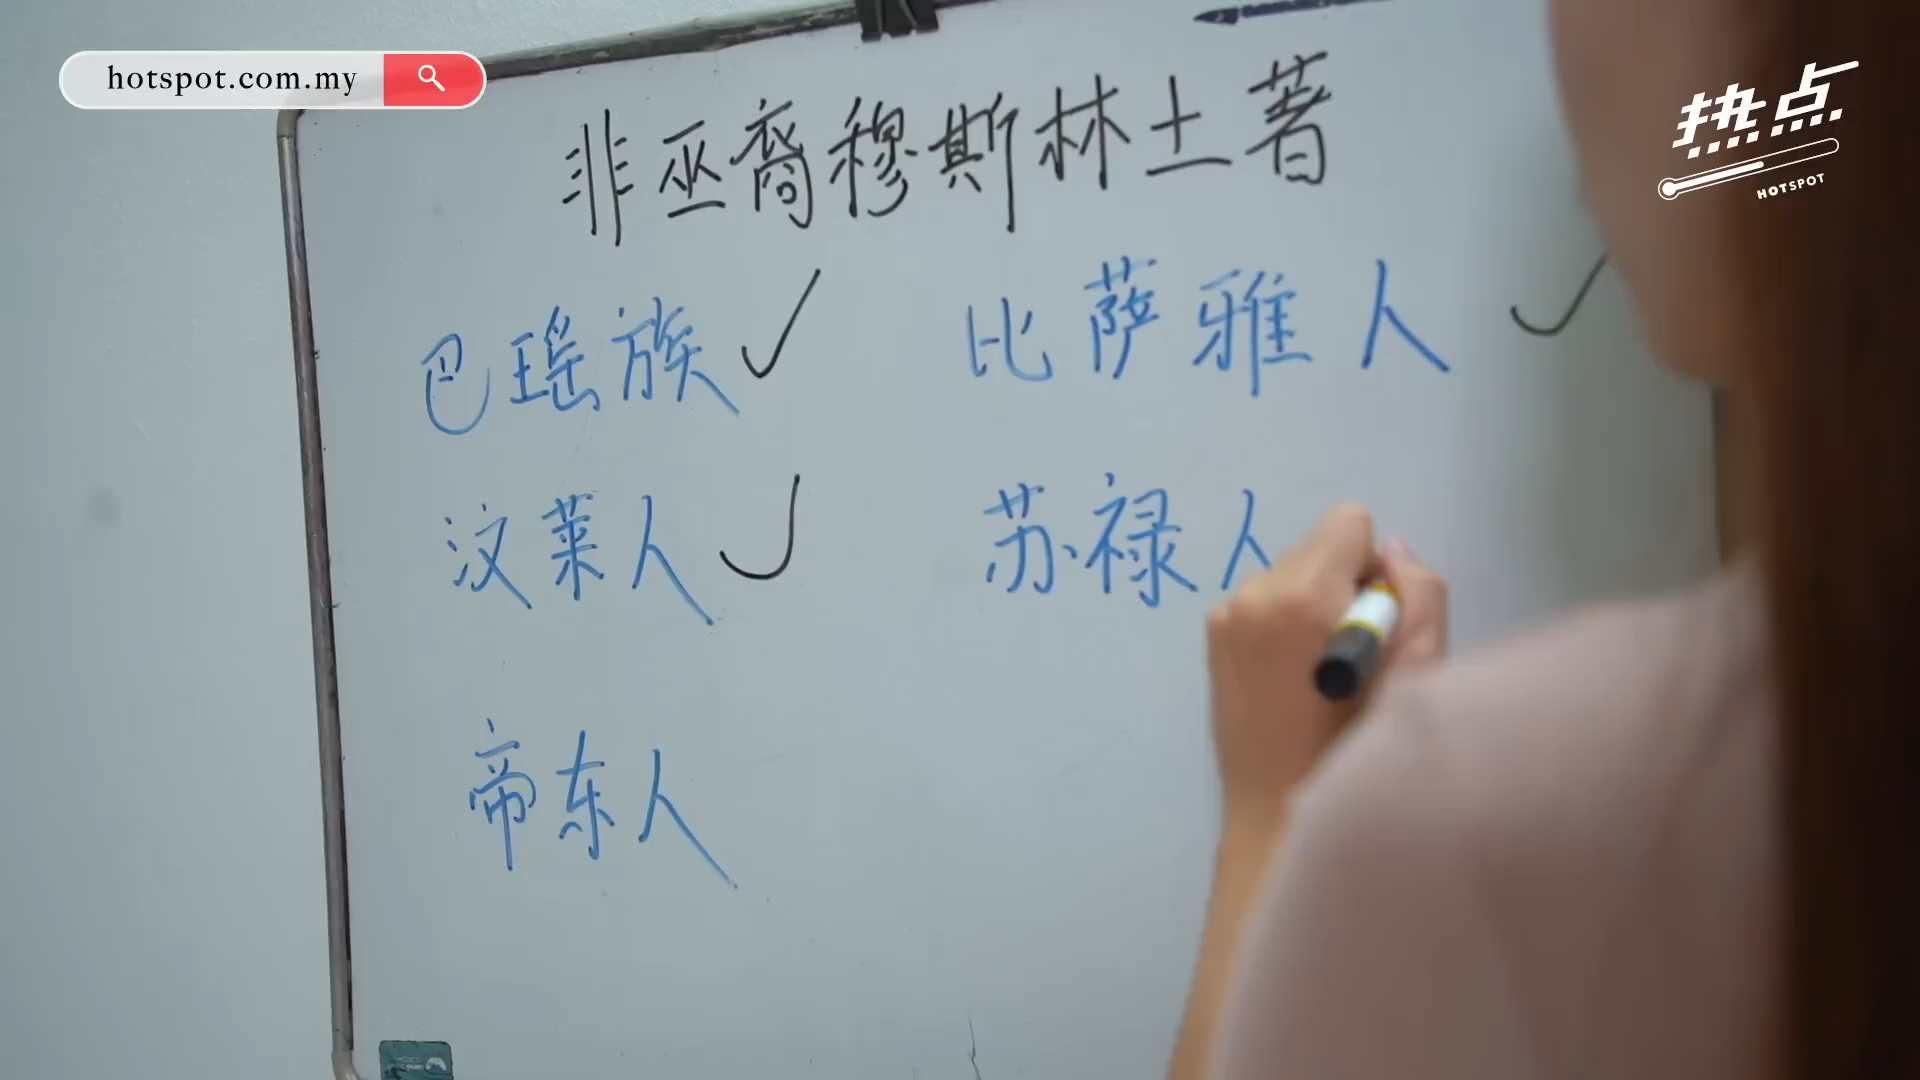 hotspot.com.my
热点
HOTSPOT
非巫裔穆斯林土著
巴瑶族 比萨雅人
汶莱人 苏禄人
帝东人